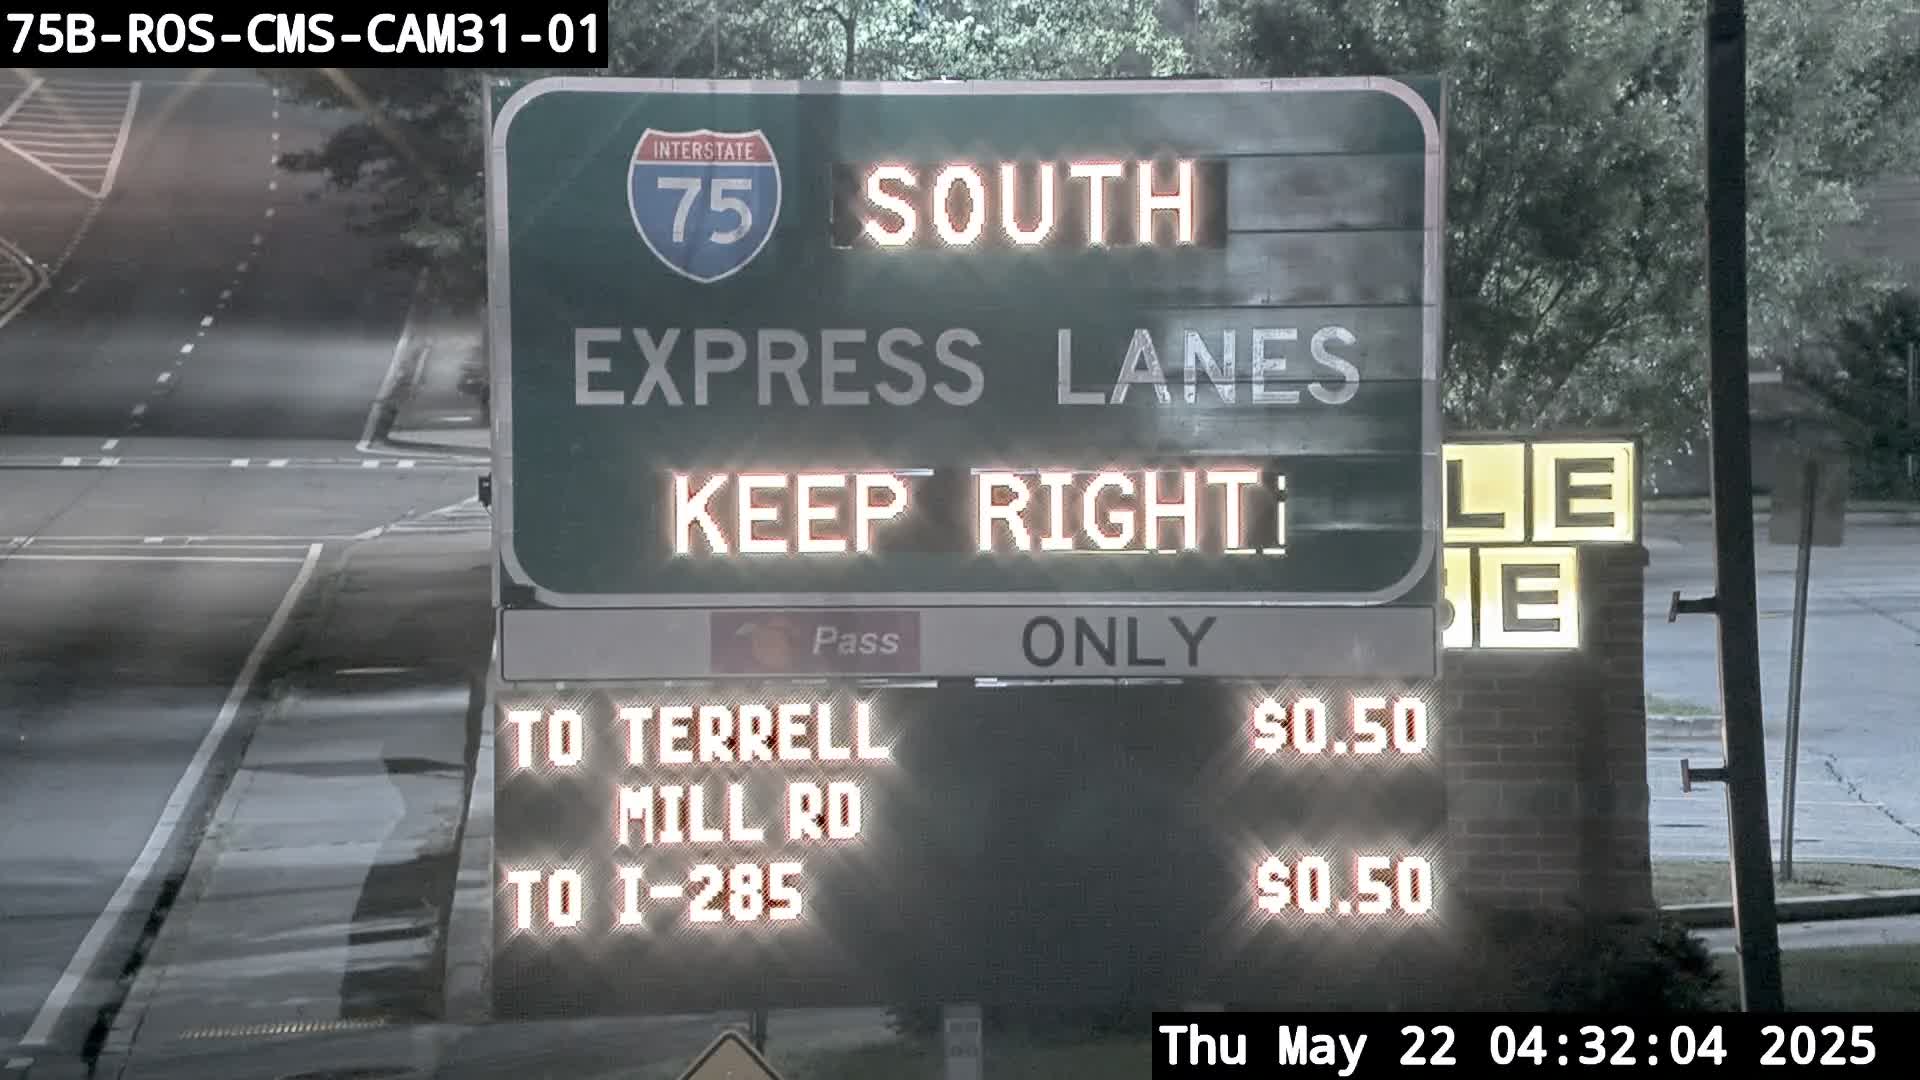 75B-ROS-CMS-CAM31-01
INTERSTATE
75
SOUTH
EXPRESS LANES
KEEP RIGHT
Pass ONLY
TO TERRELL $0.50
MILL RD
TO I-285 $0.50
LE
E
Thu May 22 04:32:04 2025